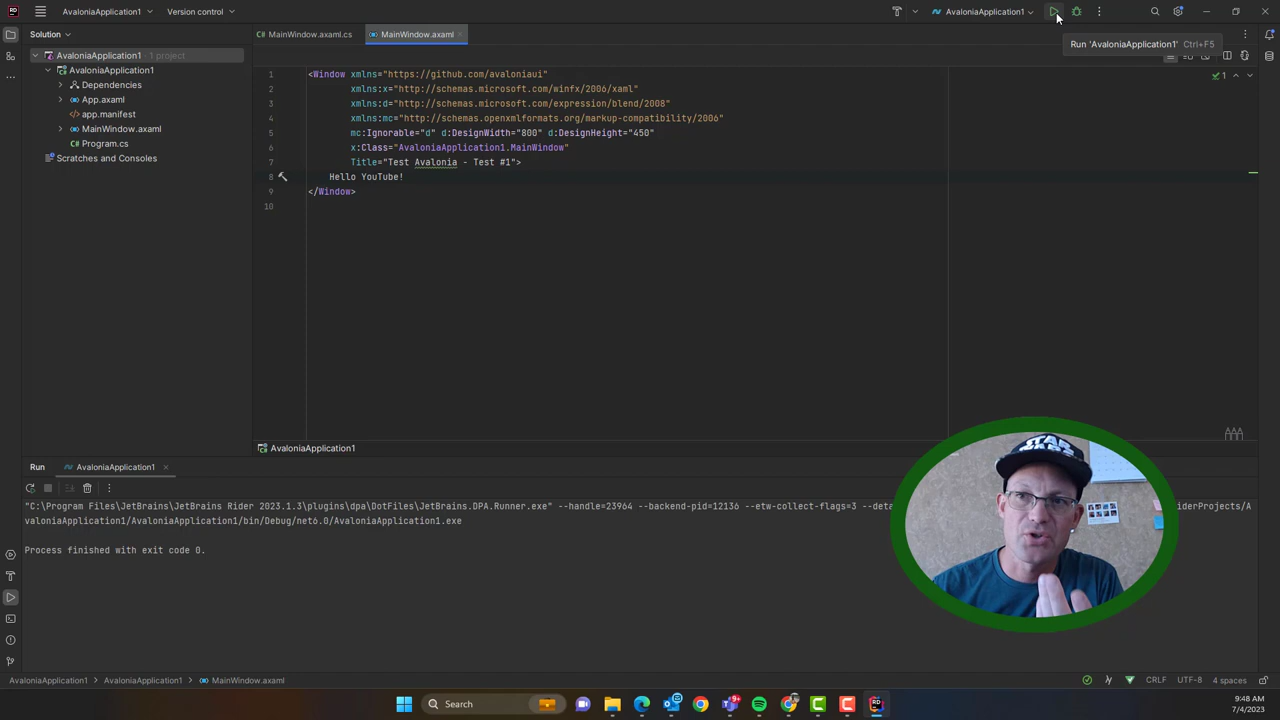 RD
AvaloniaApplication1
Version control
AvaloniaApplication1
Run 'AvaloniaApplication1' Ctrl+F5
Solution
MainWindow.axaml.cs
MainWindow.axaml
AvaloniaApplication1 · 1 project
AvaloniaApplication1
Dependencies
App.axaml
app.manifest
MainWindow.axaml
Program.cs
Scratches and Consoles
1
1 <Window xmlns="https://github.com/avaloniaui"
2 xmlns:x="http://schemas.microsoft.com/winfx/2006/xaml"
3 xmlns:d="http://schemas.microsoft.com/expression/blend/2008"
4 xmlns:mc="http://schemas.openxmlformats.org/markup-compatibility/2006"
5 mc:Ignorable="d" d:DesignWidth="800" d:DesignHeight="450"
6 x:Class="AvaloniaApplication1.MainWindow"
7 Title="Test Avalonia - Test #1">
8 Hello YouTube!
9 </Window>
10
AvaloniaApplication1
STAR WARS
Run
AvaloniaApplication1
"C:\Program Files\JetBrains\JetBrains Rider 2023.1.3\plugins\dpa\DotFiles\JetBrains.DPA.Runner.exe" --handle=23964 --backend-pid=12136 --etw-collect-flags=3 --deta iderProjects/A
valoniaApplication1/AvaloniaApplication1/bin/Debug/net6.0/AvaloniaApplication1.exe
Process finished with exit code 0.
AvaloniaApplication1 > AvaloniaApplication1 > MainWindow.axaml
CRLF UTF-8 4 spaces
Search
9:48 AM
7/4/2023